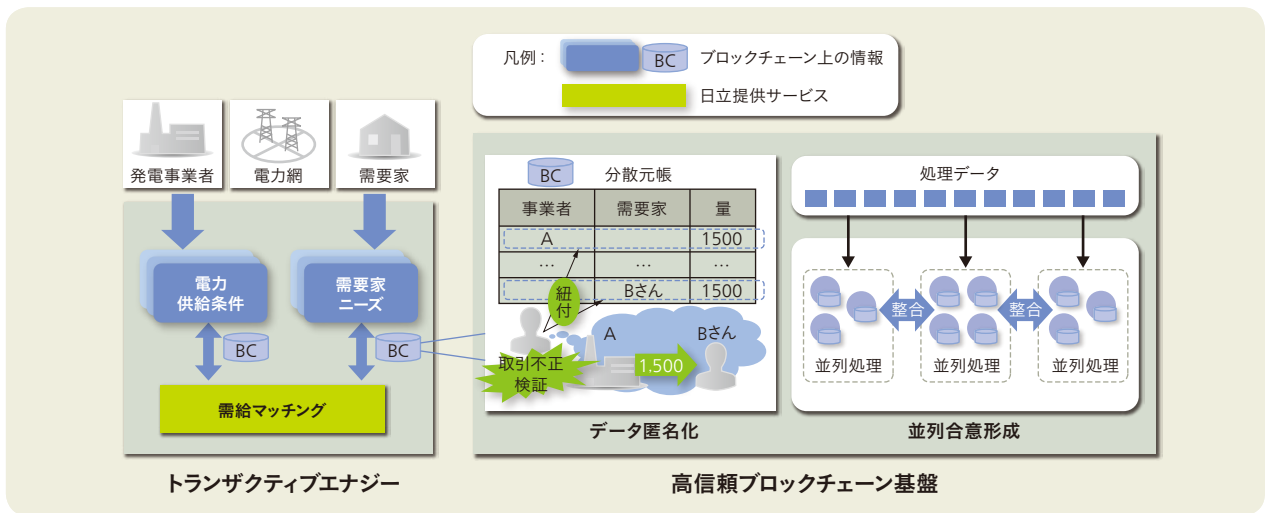 凡例：
BC
ブロックチェーン上の情報
日立提供サービス
発電事業者
電力網
需要家
電力
供給条件
需要家
ニーズ
BC
BC
需給マッチング
トランザクティブエナジー
BC
分散元帳
事業者
需要家
量
A
1500
…
…
…
Bさん
1500
紐付
A
Bさん
1.500
取引不正
検証
データ匿名化
処理データ
整合
整合
並列処理
並列処理
並列処理
並列合意形成
高信頼ブロックチェーン基盤